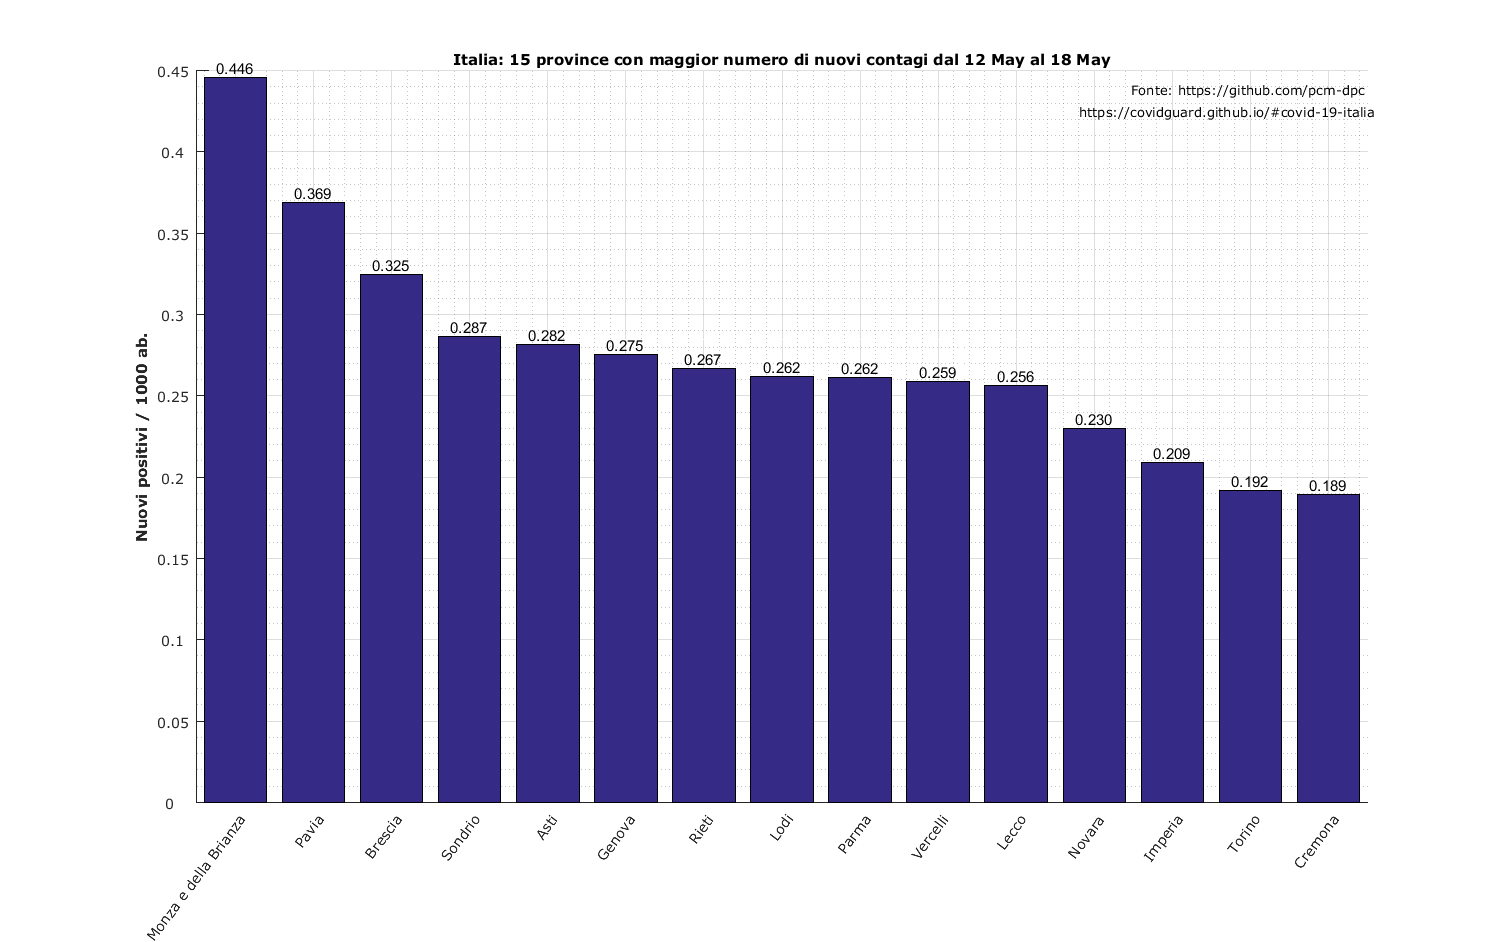 Italia: 15 province con maggior numero di nuovi contagi dal 12 May al 18 May
Fonte: https://github.com/pcm-dpc
https://covidguard.github.io/#covid-19-italia
Nuovi positivi / 1000 ab.
0.45
0.4
0.35
0.3
0.25
0.2
0.15
0.1
0.05
0
0.446
0.369
0.325
0.287
0.282
0.275
0.267
0.262
0.262
0.259
0.256
0.230
0.209
0.192
0.189
Monza e della Brianza
Pavia
Brescia
Sondrio
Asti
Genova
Rieti
Lodi
Parma
Vercelli
Lecco
Novara
Imperia
Torino
Cremona